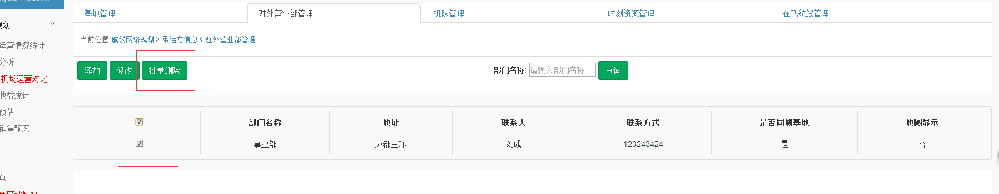 基地管理
驻外营业部管理
机队管理
时刻资源管理
在飞航线管理
规划
运营情况统计
分析
机场运营对比
收益统计
预估
销售预案
息
当前位置:航线网络规划》承运方信息》驻外营业部管理
添加
修改
批量删除
部门名称:
请输入部门名称
查询
部门名称 地址 联系人 联系方式 是否同城基地 地图显示
事业部 成都三环 刘成 123243424 是 否